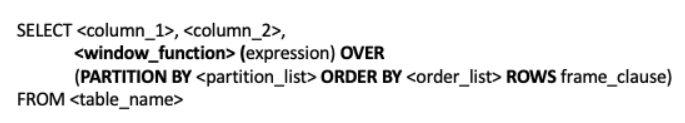 SELECT <column_1>, <column_2>,
<window_function> (expression) OVER
(PARTITION BY <partition_list> ORDER BY <order_list> ROWS frame_clause)
FROM <table_name>